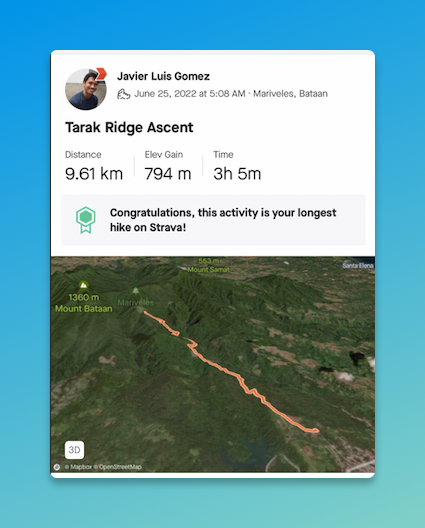 Javier Luis Gomez
June 25, 2022 at 5:08 AM · Mariveles, Bataan
Tarak Ridge Ascent
Distance
Elev Gain
Time
9.61 km
794 m
3h 5m
Congratulations, this activity is your longest
hike on Strava!
553 m
Mount Samat
Santa Elena
1360 m
Mount Bataan
Mariveles
3D
© Mapbox © OpenStreetMap